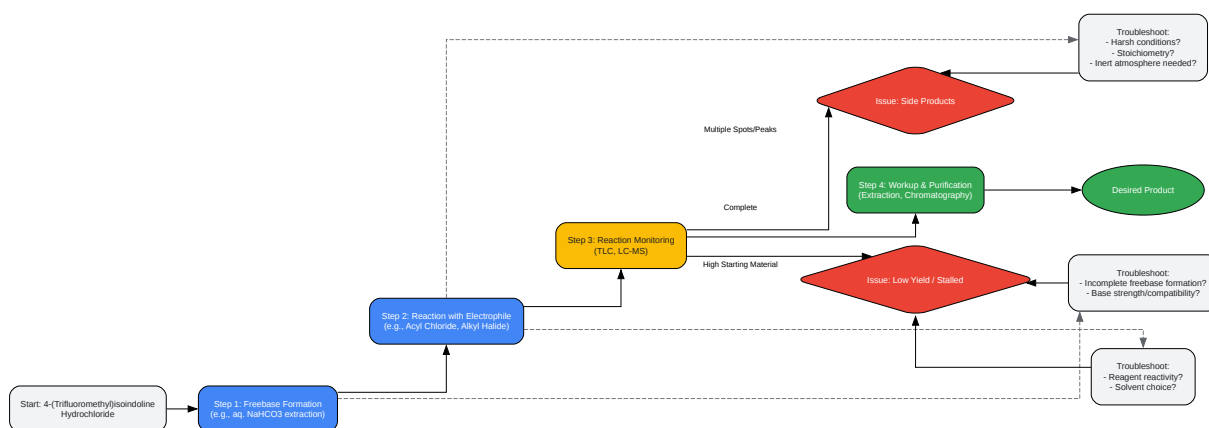 Troubleshoot:
- Harsh conditions?
- Stoichiometry?
- Inert atmosphere needed?
Issue: Side Products
Multiple Spots/Peaks
Step 4: Workup & Purification
(Extraction, Chromatography)
Desired Product
Complete
Step 3: Reaction Monitoring
(TLC, LC-MS)
High Starting Material
Issue: Low Yield / Stalled
Troubleshoot:
- Incomplete freebase formation?
- Base strength/compatibility?
Step 2: Reaction with Electrophile
(e.g., Acyl Chloride, Alkyl Halide)
Troubleshoot:
- Reagent reactivity?
- Solvent choice?
Start: 4-(Trifluoromethyl)isoindoline
Hydrochloride
Step 1: Freebase Formation
(e.g., aq. NaHCO3 extraction)